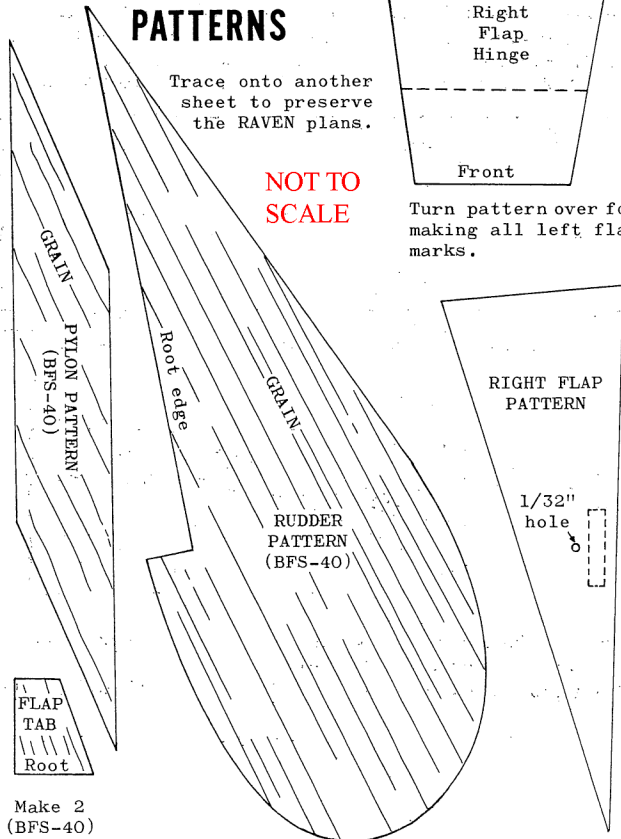 PATTERNS
Trace onto another
sheet to preserve
the RAVEN plans.
NOT TO
SCALE
Right
Flap
Hinge
Front
Turn pattern over
making all left
marks.
GRAIN
PYLON PATTERN
(BFS-40)
Root edge
GRAIN
RUDDER
PATTERN
(BFS-40)
RIGHT FLAP
PATTERN
1/32"
hole
FLAP
TAB
Root
Make 2
(BFS-40)